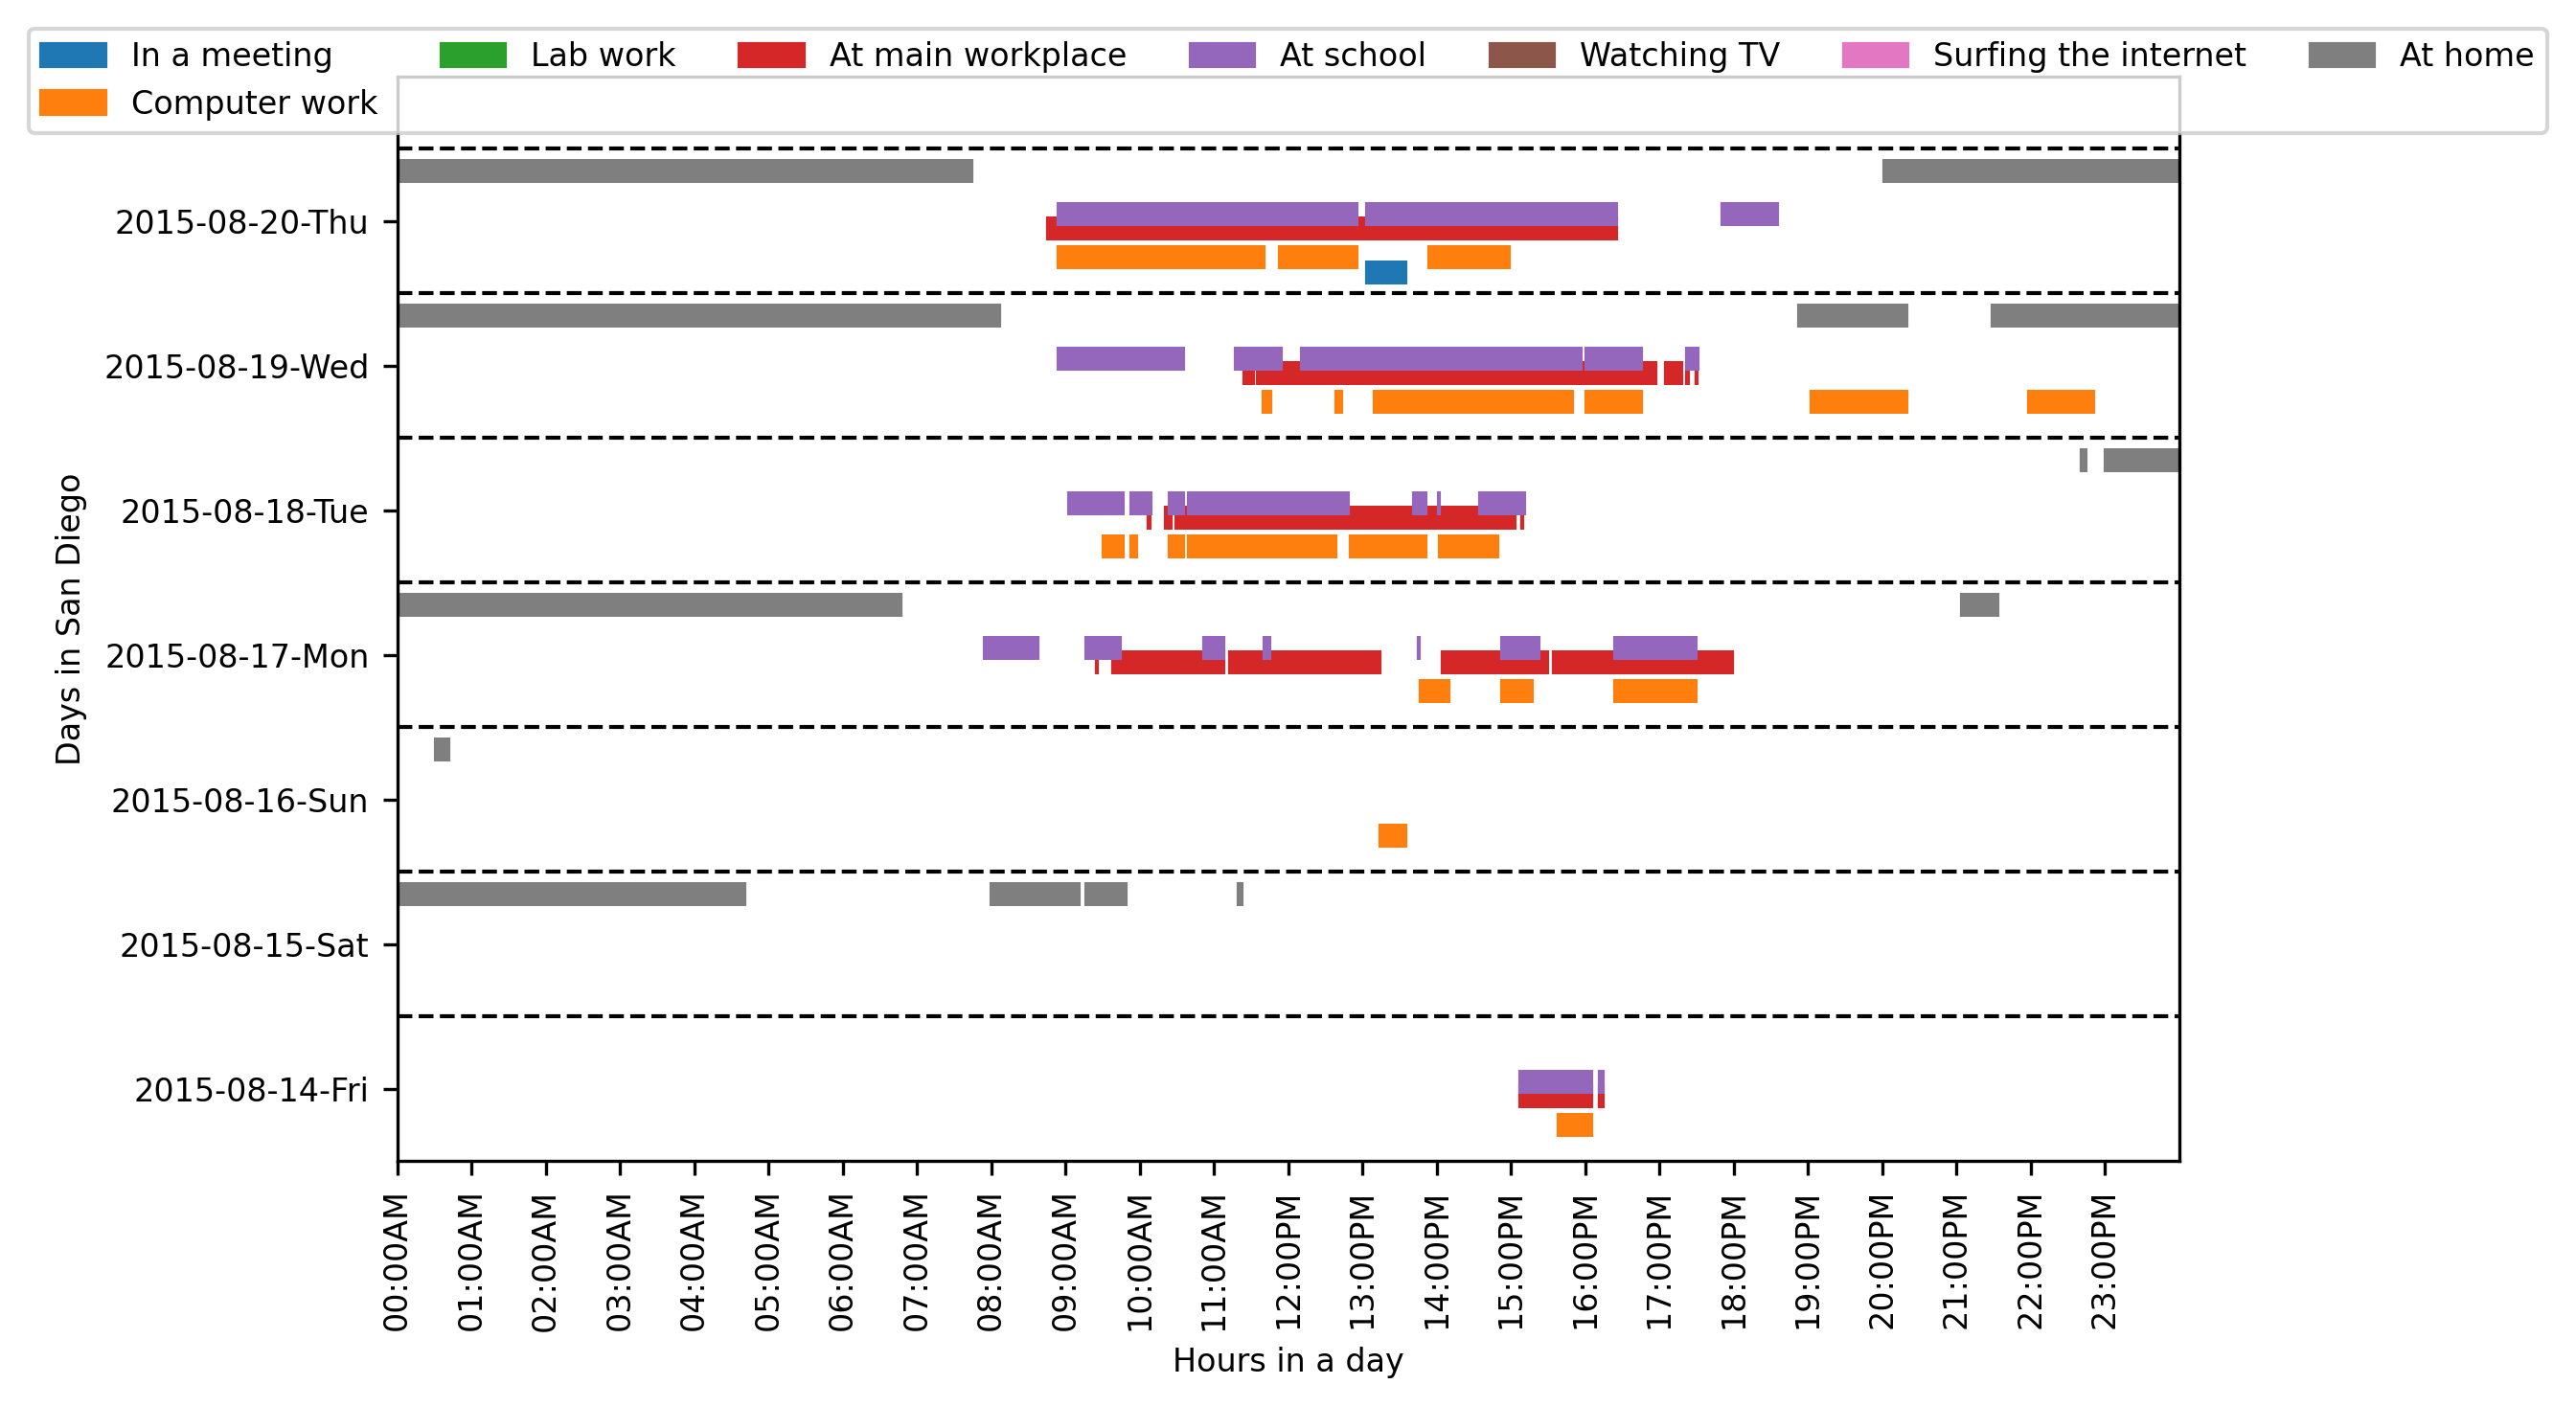 In a meeting Lab work At main workplace At school Watching TV Surfing the internet At home
Computer work
2015-08-20-Thu
2015-08-19-Wed
2015-08-18-Tue
2015-08-17-Mon
2015-08-16-Sun
2015-08-15-Sat
2015-08-14-Fri
Days in San Diego
00:00AM
01:00AM
02:00AM
03:00AM
04:00AM
05:00AM
06:00AM
07:00AM
08:00AM
09:00AM
10:00AM
11:00AM
12:00PM
13:00PM
14:00PM
15:00PM
16:00PM
17:00PM
18:00PM
19:00PM
20:00PM
21:00PM
22:00PM
23:00PM
Hours in a day